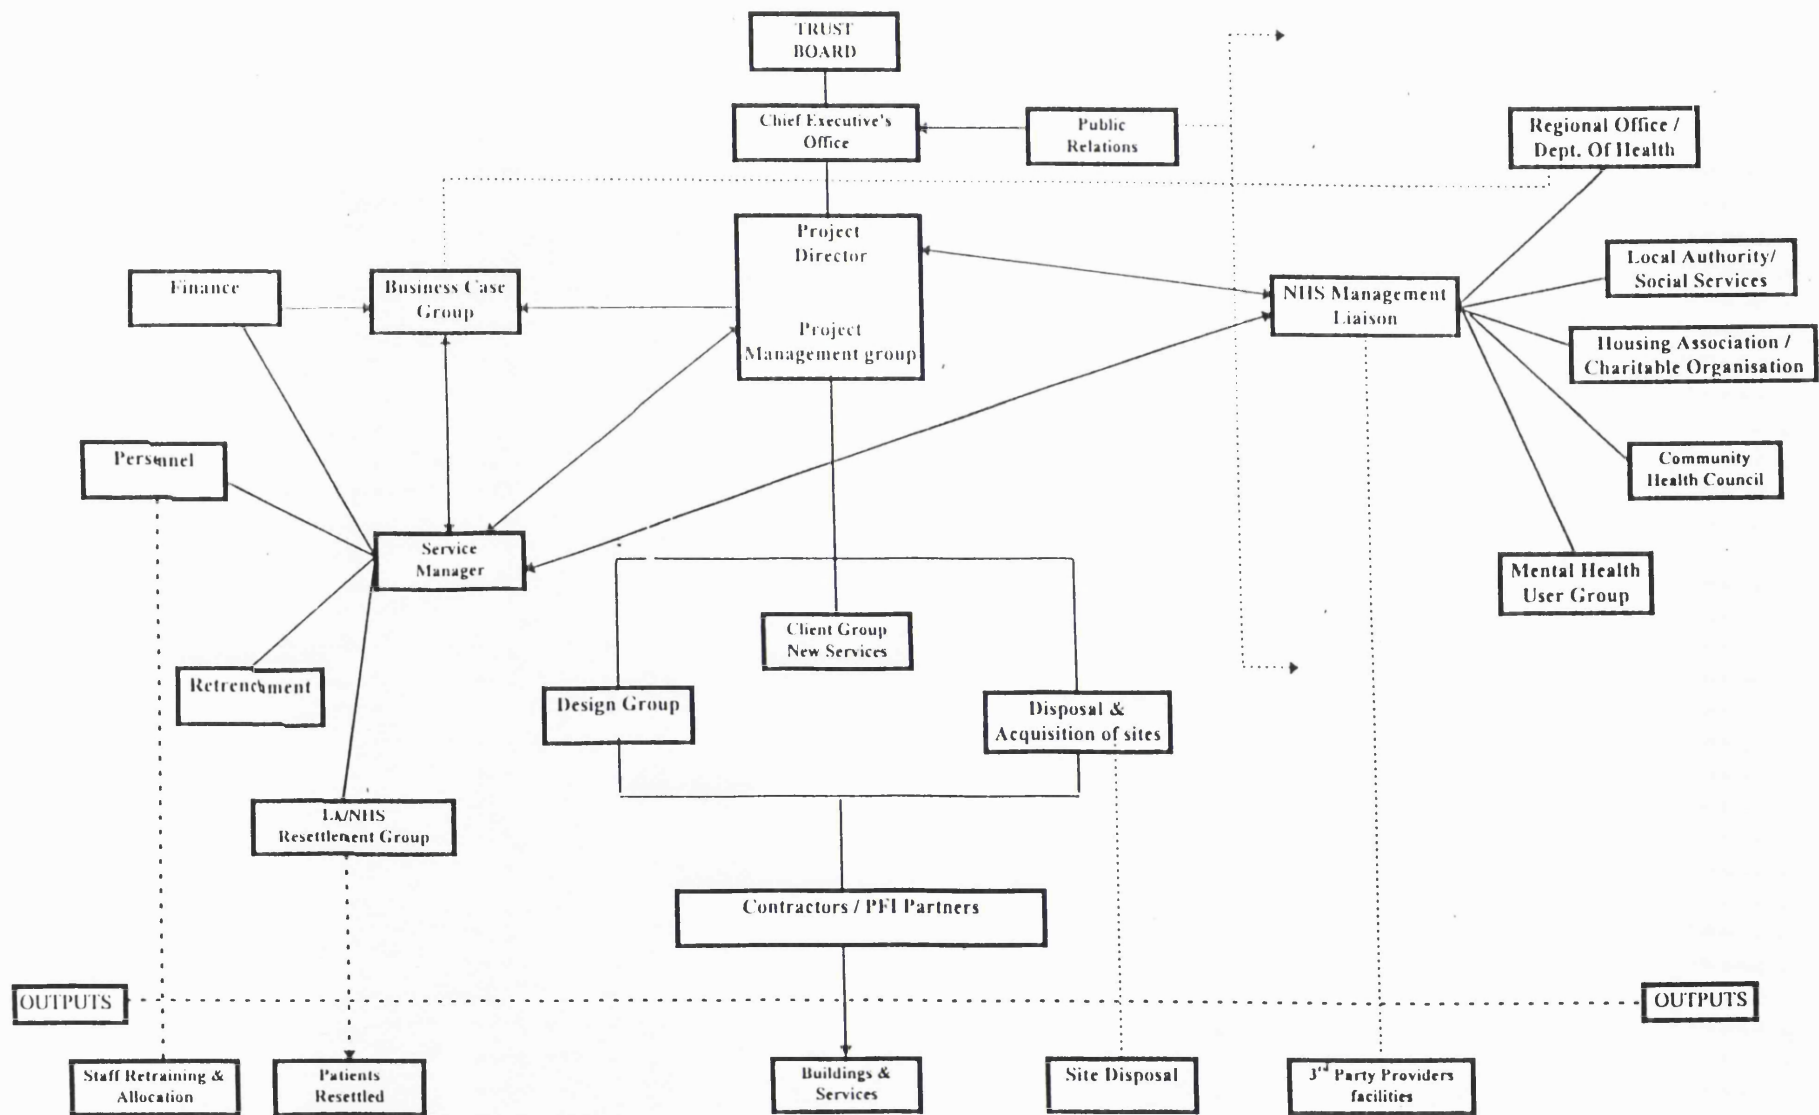 TRUST
BOARD
Chief Executive's
Office
Public
Relations
Regional Office /
Dept. Of Health
Project
Director
Project
Management group
Finance
Business Case
Group
NHS Management
Liaison
Local Authority/
Social Services
Housing Association /
Charitable Organisation
Personnel
Community
Health Council
Service
Manager
Mental Health
User Group
Client Group
New Services
Retrenchment
Design Group
Disposal &
Acquisition of sites
LA/NHS
Resettlement Group
Contractors / PFI Partners
OUTPUTS
OUTPUTS
Staff Retraining &
Allocation
Patients
Resettled
Buildings &
Services
Site Disposal
3rd Party Providers
facilities